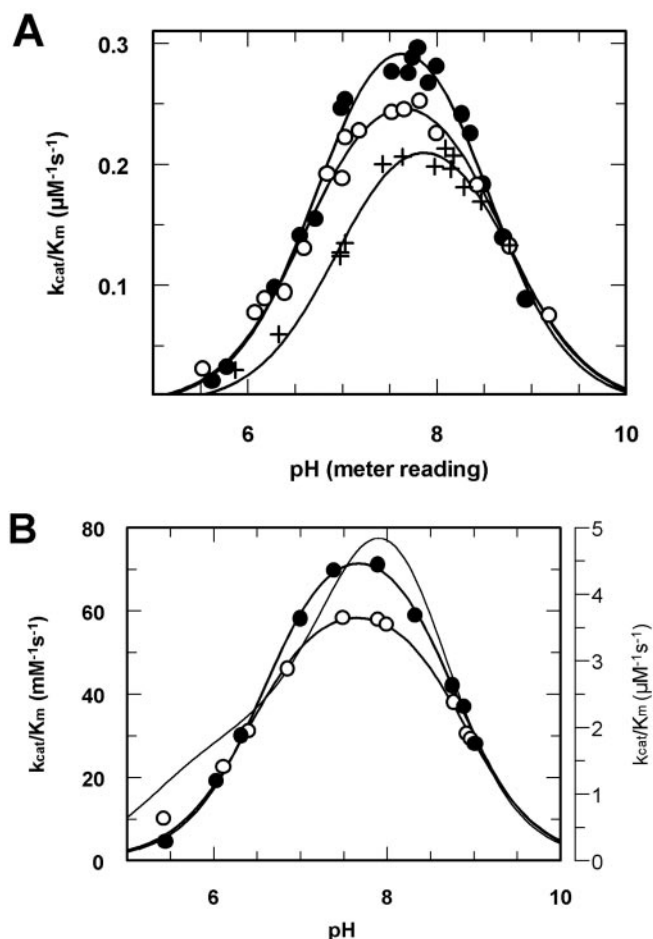 A
kcat/Km (µM-1s-1)
0.3
0.2
0.1
6 8 10
pH (meter reading)
B
kcat/Km (mM-1s-1)
80
60
40
20
0
kcat/Km (µM-1s-1)
5
4
3
2
1
0
6 8 10
pH